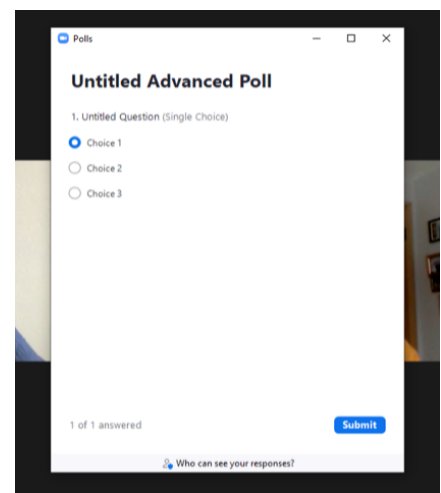 Polls
Untitled Advanced Poll
1. Untitled Question (Single Choice)
Choice 1
Choice 2
Choice 3
1 of 1 answered
Submit
Who can see your responses?